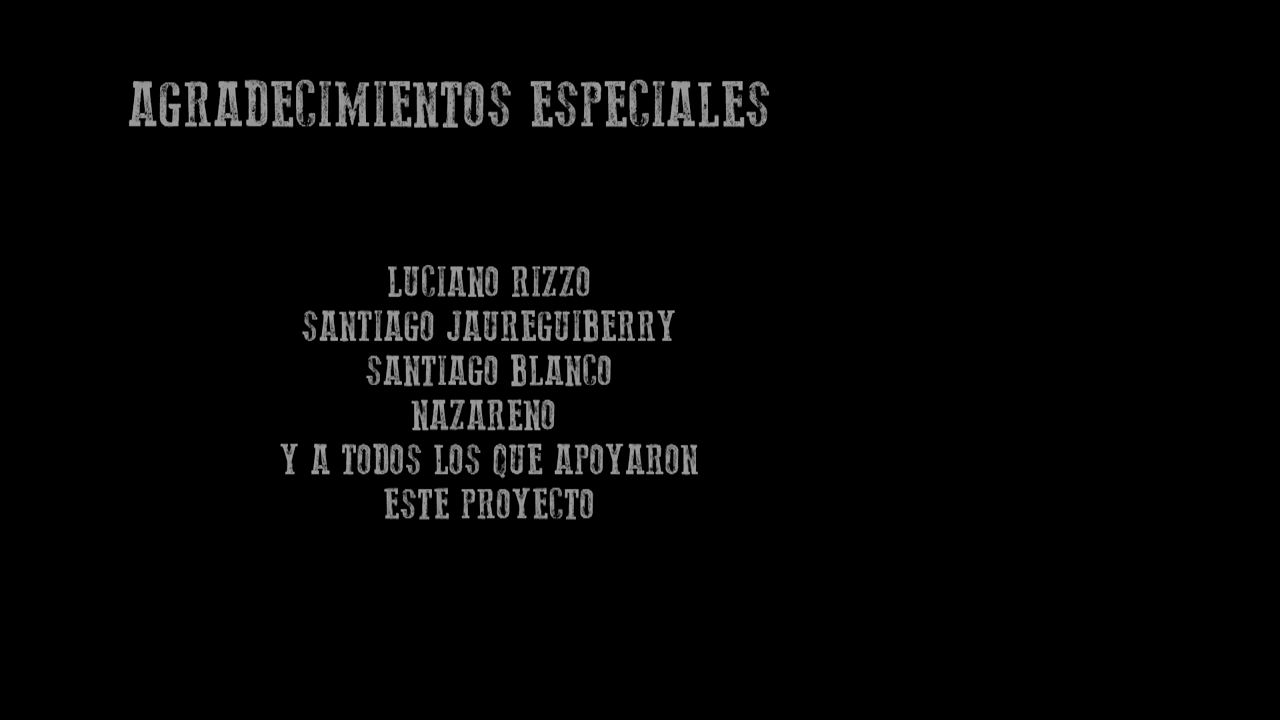 AGRADECIMIENTOS ESPECIALES
LUCIANO RIZZO
SANTIAGO JAUREGUIBERRY
SANTIAGO BLANCO
NAZARENO
Y A TODOS LOS QUE APOYARON
ESTE PROYECTO